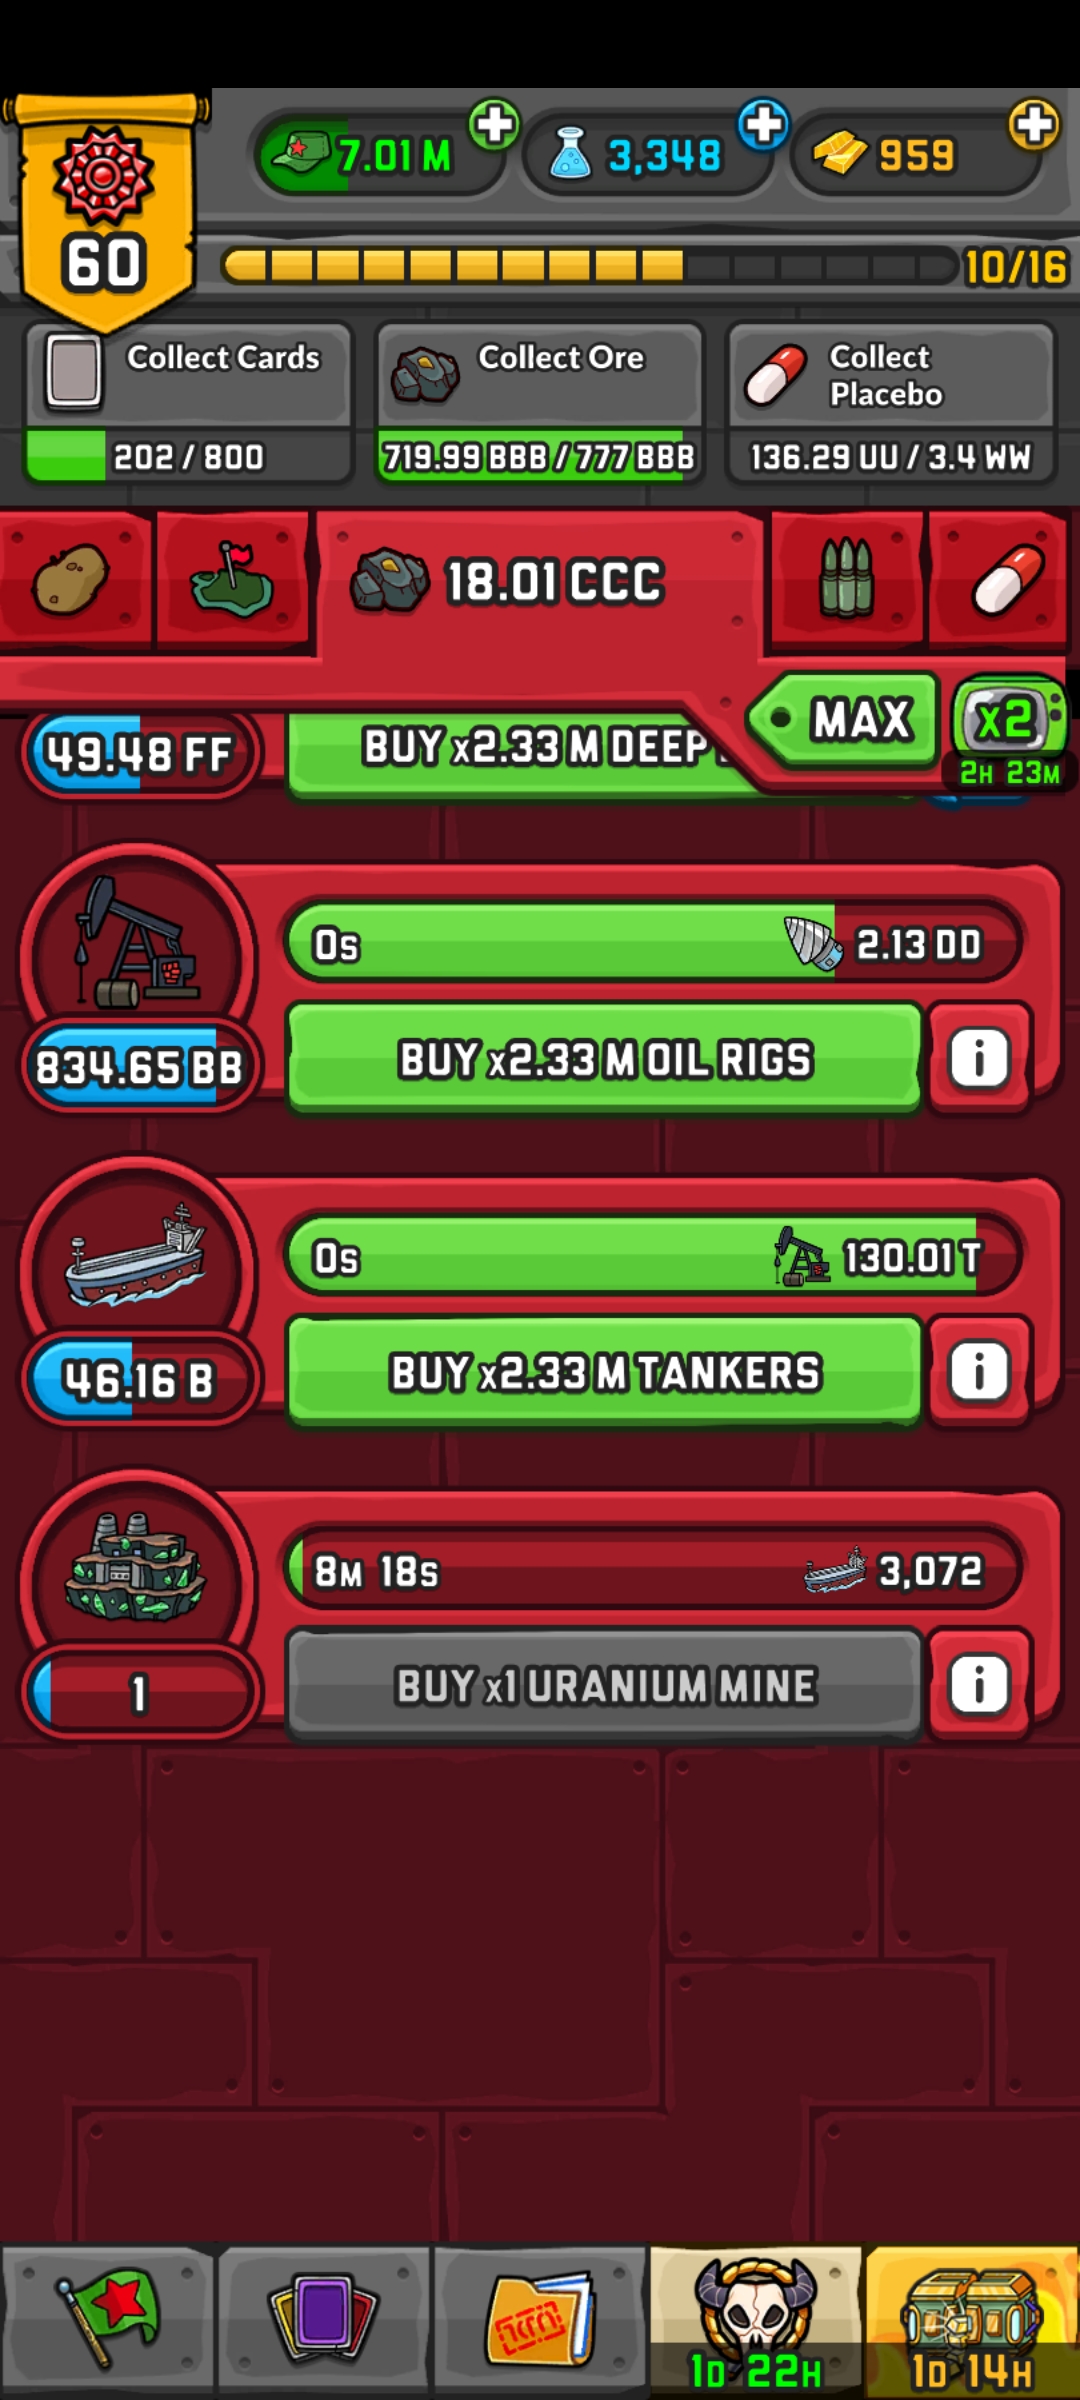 7.01 M
3,348
959
60
10/16
Collect Cards
202 / 800
Collect Ore
719.99 BBB / 777 BBB
Collect
Placebo
136.29 UU / 3.4 WW
18.01 CCC
MAX
x2
2H 23M
49.48 FF
BUY x2.33 M DEEP
0s
2.13 DD
834.65 BB
BUY x2.33 M OIL RIGS
i
0s
130.01 T
46.16 B
BUY x2.33 M TANKERS
i
8M 18s
3,072
1
BUY x1 URANIUM MINE
i
1D 22H
1D 14H